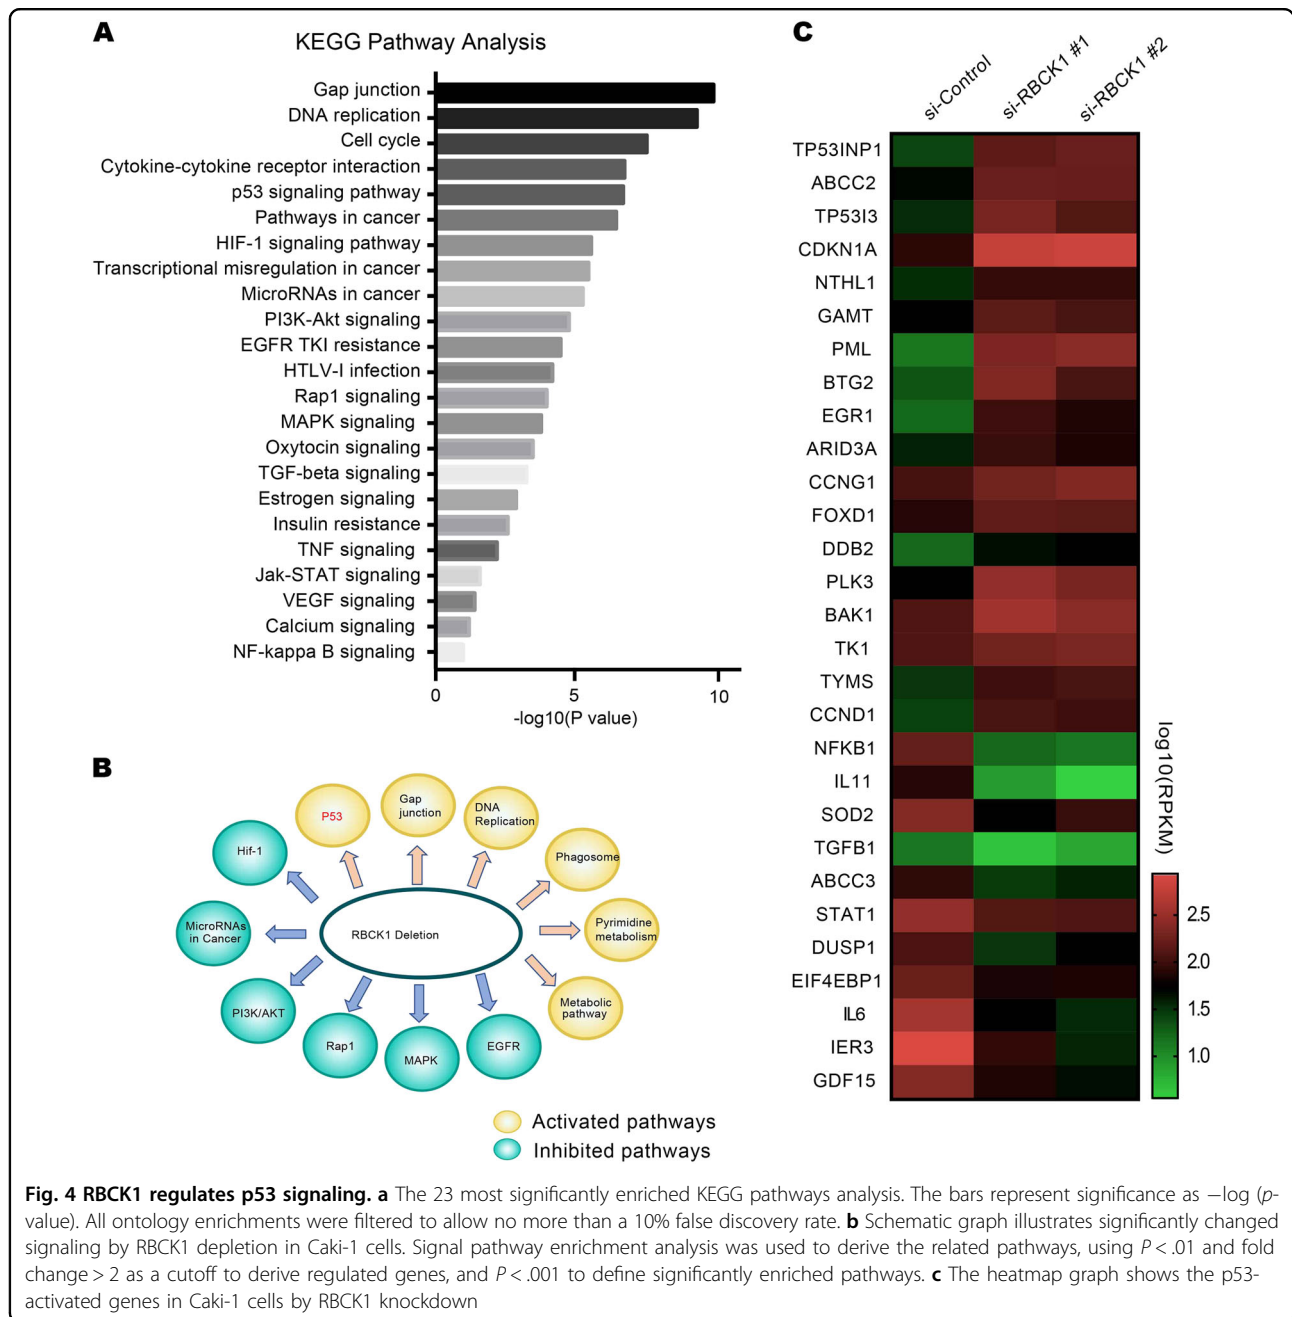 A
KEGG Pathway Analysis
Gap junction
DNA replication
Cell cycle
Cytokine-cytokine receptor interaction
p53 signaling pathway
Pathways in cancer
HIF-1 signaling pathway
Transcriptional misregulation in cancer
MicroRNAs in cancer
PI3K-Akt signaling
EGFR TKI resistance
HTLV-I infection
Rap1 signaling
MAPK signaling
Oxytocin signaling
TGF-beta signaling
Estrogen signaling
Insulin resistance
TNF signaling
Jak-STAT signaling
VEGF signaling
Calcium signaling
NF-kappa B signaling
0 5 10
-log10(P value)
B
P53
Gap
junction
DNA
Replication
Phagosome
Pyrimidine
metabolism
Metabolic
pathway
EGFR
MAPK
Rap1
PI3K/AKT
MicroRNAs
in Cancer
Hif-1
RBCK1 Deletion
Activated pathways
Inhibited pathways
C
si-Control
si-RBCK1 #1
si-RBCK1 #2
TP53INP1
ABCC2
TP53I3
CDKN1A
NTHL1
GAMT
PML
BTG2
EGR1
ARID3A
CCNG1
FOXD1
DDB2
PLK3
BAK1
TK1
TYMS
CCND1
NFKB1
IL11
SOD2
TGFB1
ABCC3
STAT1
DUSP1
EIF4EBP1
IL6
IER3
GDF15
log10(RPKM)
2.5
2.0
1.5
1.0
Fig. 4 RBCK1 regulates p53 signaling. a The 23 most significantly enriched KEGG pathways analysis. The bars represent significance as −log (p-
value). All ontology enrichments were filtered to allow no more than a 10% false discovery rate. b Schematic graph illustrates significantly changed
signaling by RBCK1 depletion in Caki-1 cells. Signal pathway enrichment analysis was used to derive the related pathways, using P < .01 and fold
change > 2 as a cutoff to derive regulated genes, and P < .001 to define significantly enriched pathways. c The heatmap graph shows the p53-
activated genes in Caki-1 cells by RBCK1 knockdown